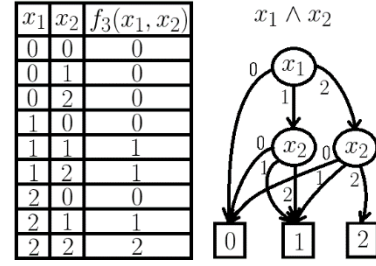 x₁ x₂ f₃(x₁, x₂)
0 0 0
0 1 0
0 2 0
1 0 0
1 1 1
1 2 1
2 0 0
2 1 1
2 2 2
x₁ ∧ x₂
x₁
0 1 2
x₂ x₂
0 1 2 0 1 2
0 1 2